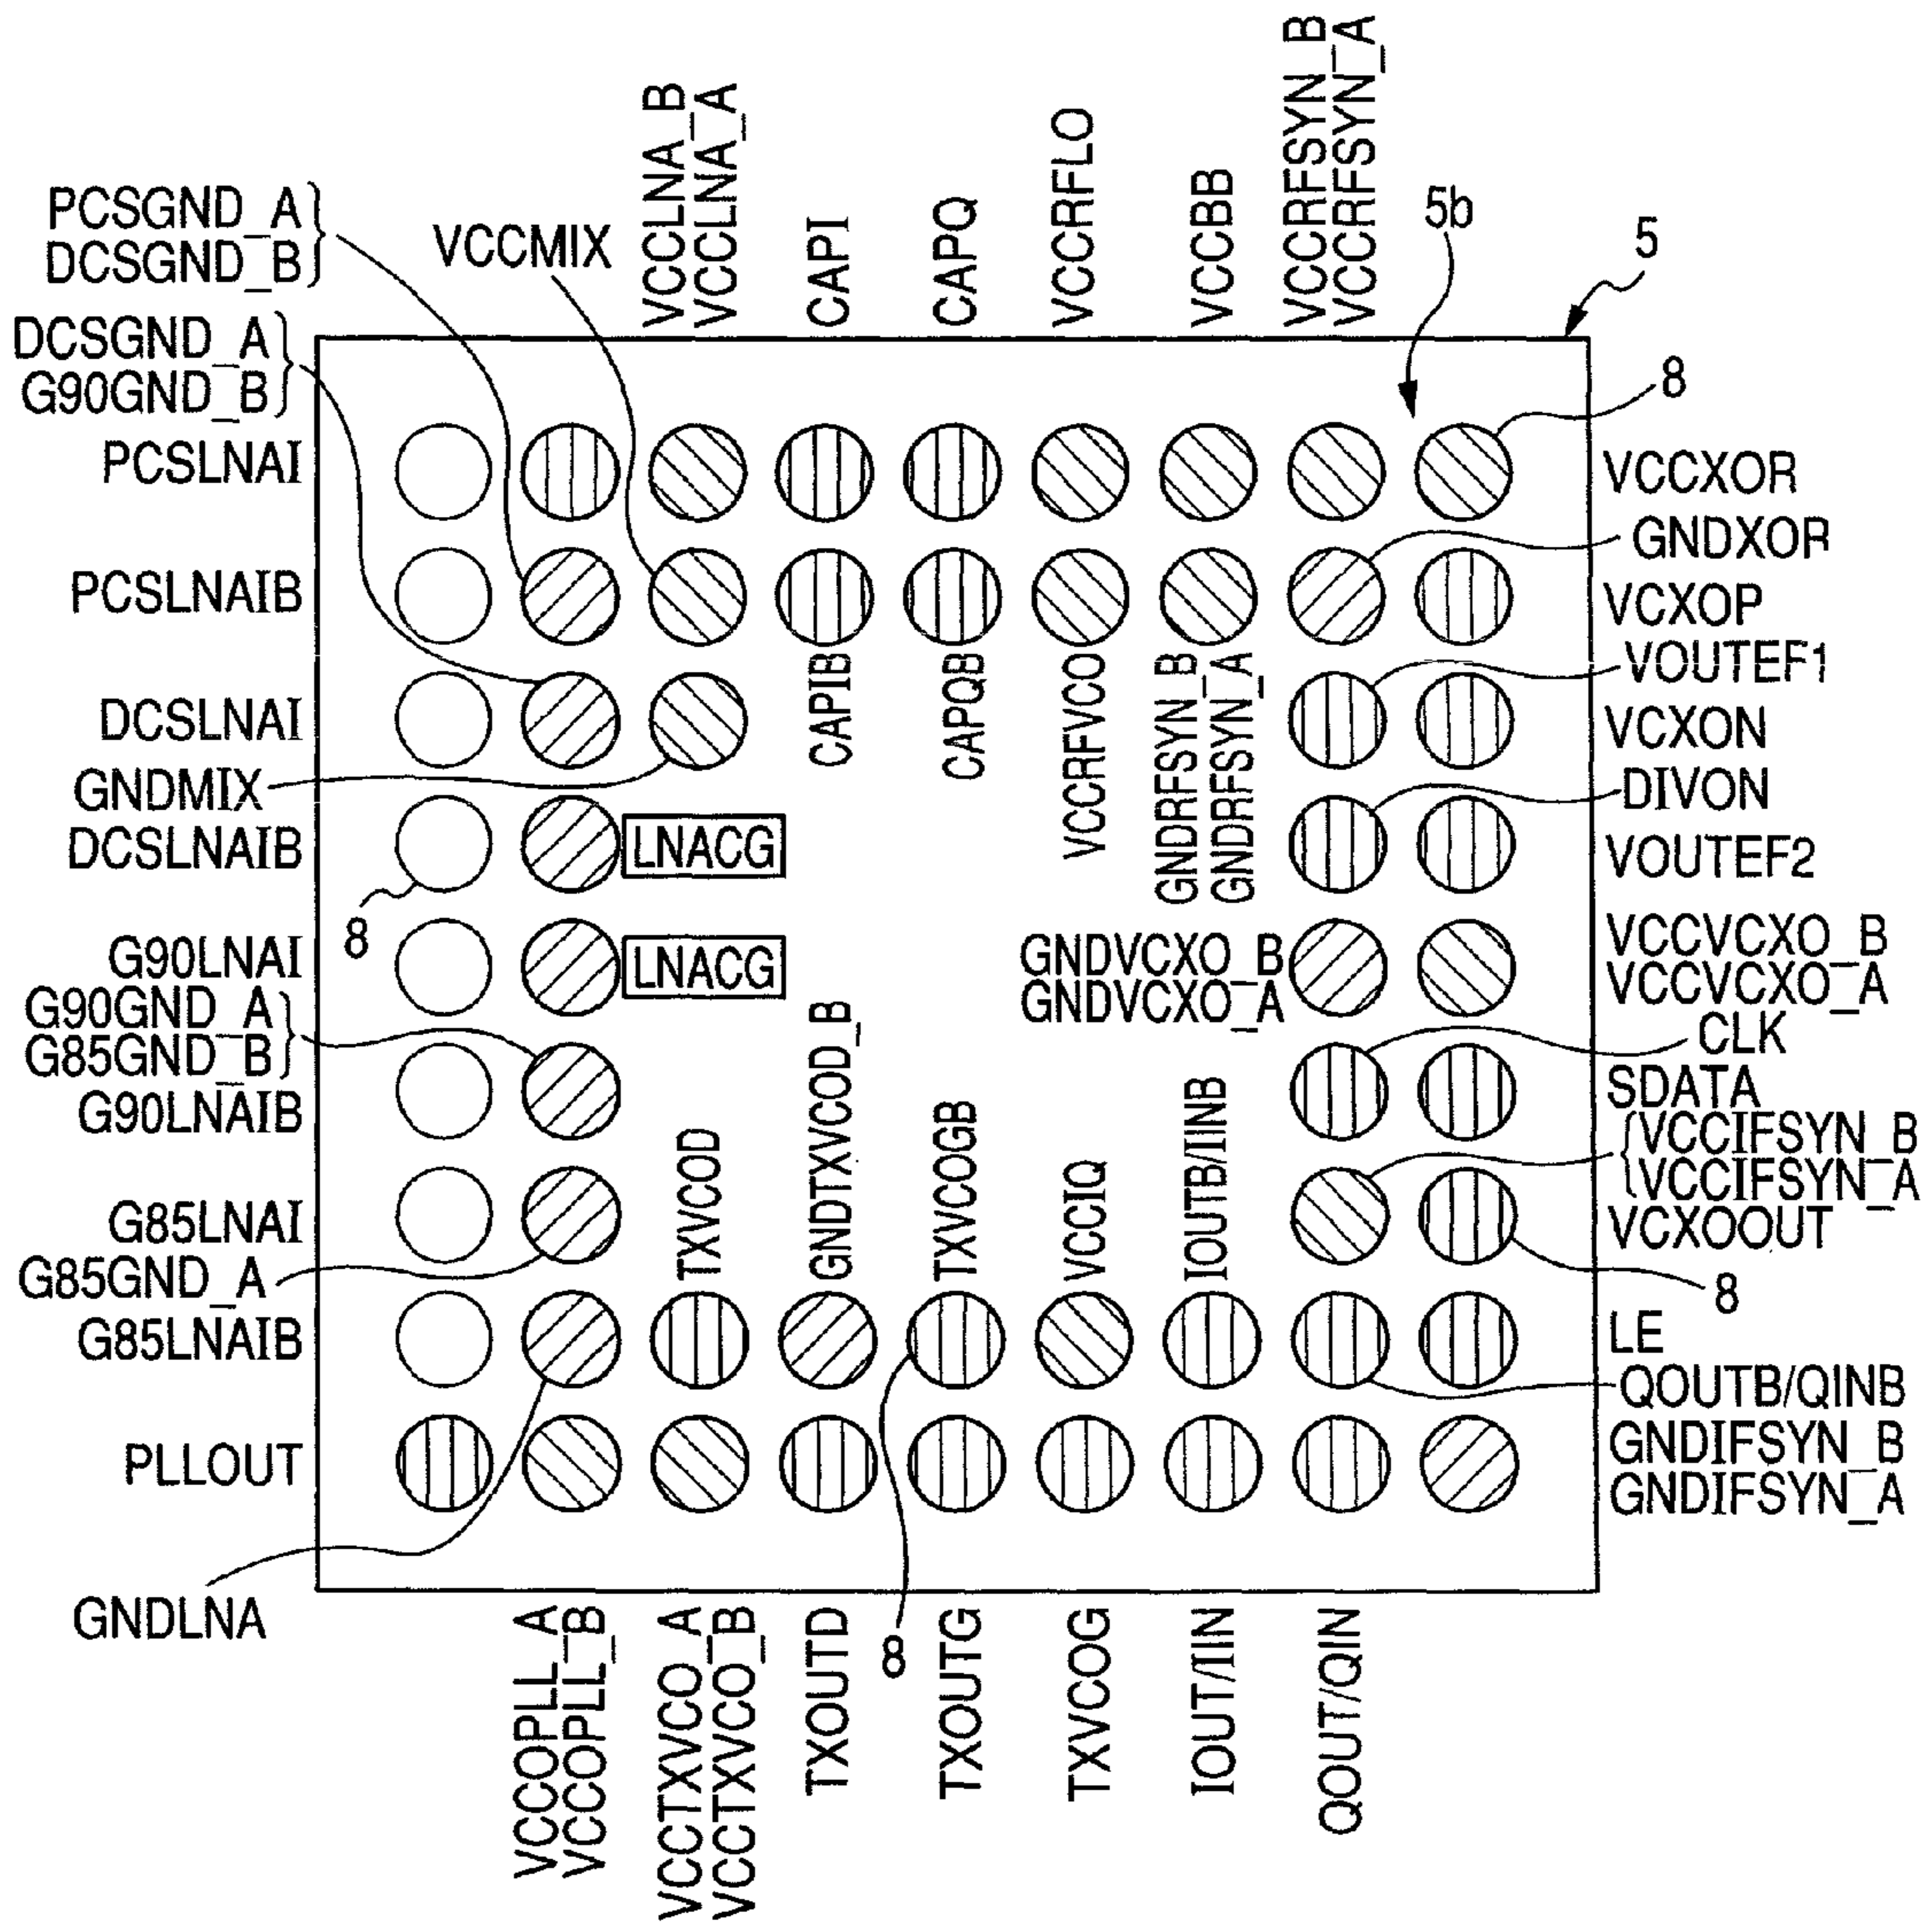 VCCLNA_B
VCCLNA_A
CAPI
CAPQ
VCCRFLO
VCCBB
VCCRFSYN_B
VCCRFSYN_A
5b
5
8
PCSGND_A
DCSGND_B
VCCMIX
DCSGND_A
G90GND_B
PCSLNAI
PCSLNAIB
DCSLNAI
GNDMIX
DCSLNAIB
8
G90LNAI
G90GND_A
G85GND_B
G90LNAIB
G85LNAI
G85GND_A
G85LNAIB
PLLOUT
GNDLNA
LNACG
LNACG
CAPIB
CAPQB
VCCRFVCO
GNDRFSYN_B
GNDRFSYN_A
GNDVCXO_B
GNDVCXO_A
TXVCOD
GNDTXVCOD_B
TXVCOGB
VCCIQ
IOUTB/IINB
VCCXOR
GNDXOR
VCXOP
VOUTEF1
VCXON
DIVON
VOUTEF2
VCCVCXO_B
VCCVCXO_A
CLK
SDATA
VCCIFSYN_B
VCCIFSYN_A
VCXOOUT
8
LE
QOUTB/QINB
GNDIFSYN_B
GNDIFSYN_A
VCCOPLL_A
VCCOPLL_B
VCCTXVCO_A
VCCTXVCO_B
TXOUTD
8
TXOUTG
TXVCOG
IOUT/IIN
QOUT/QIN